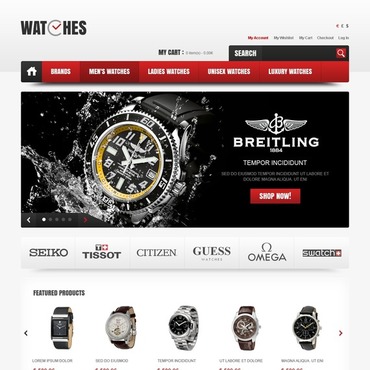 WATCHES
€ € $
My Account My Wishlist My Cart Checkout Log In
MY CART : 0 item(s) - 0.00€
SEARCH
BRANDS MEN'S WATCHES LADIES WATCHES UNISEX WATCHES LUXURY WATCHES
BREITLING
1884
TEMPOR INCIDIDUNT
SED DO EIUSMOD TEMPOR INCIDIDUNT UT LABORE ET
DOLORE MAGNA ALIQUA. UT ENI
SHOP NOW!
SEIKO TISSOT CITIZEN GUESS WATCHES OMEGA swatch
FEATURED PRODUCTS
LOREM IPSUM DOLOR SED DO EIUSMOD TEMPOR INCIDIDUNT UT LABORE ET DOLORE MAGNA ALIQUA. UT ENI